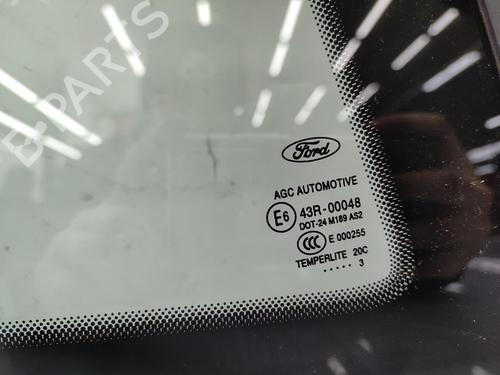 B-PARTS
Ford
AGC AUTOMOTIVE
E6 43R-00048
DOT-24 M189 AS2
CCC E 000255
TEMPERLITE 20C
..... 3